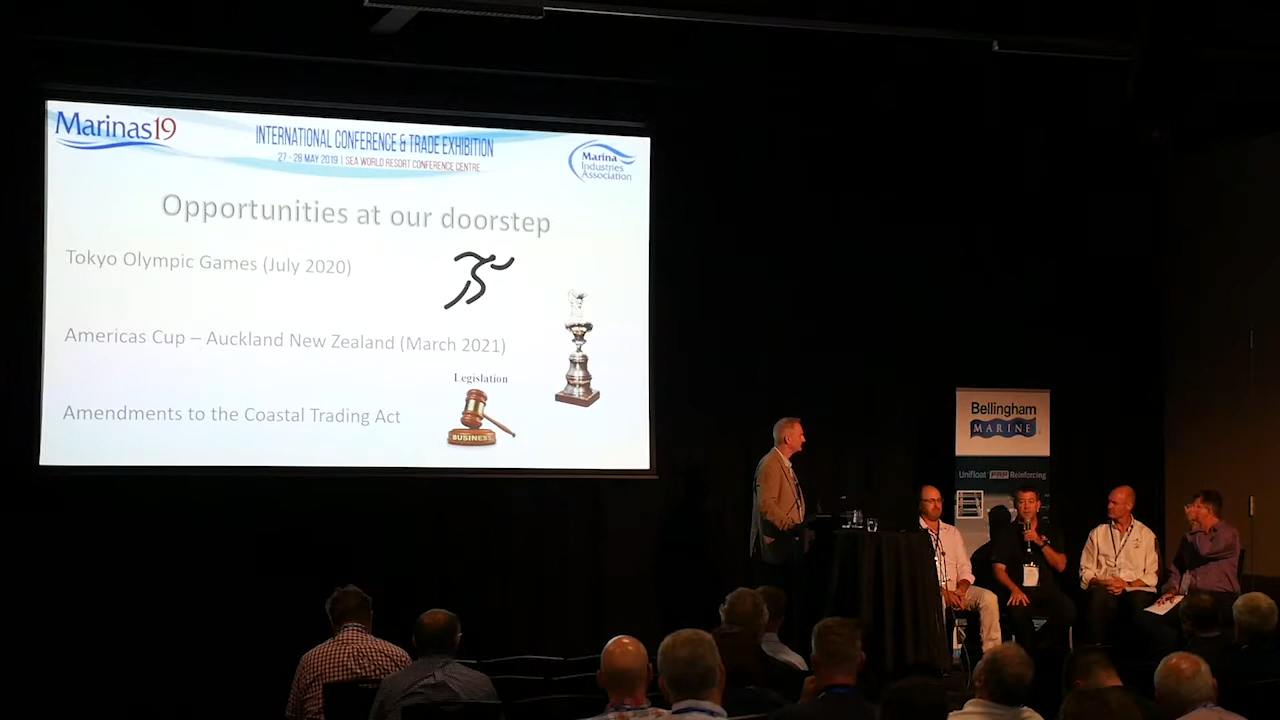 Marinas19
INTERNATIONAL CONFERENCE & TRADE EXHIBITION
27 - 28 MAY 2019 | SEA WORLD RESORT CONFERENCE CENTRE
Marina
Industries
Association
Opportunities at our doorstep
Tokyo Olympic Games (July 2020)
Americas Cup – Auckland New Zealand (March 2021)
Legislation
Amendments to the Coastal Trading Act
BUSINESS
Bellingham
MARINE
Unifloat FRP Reinforcing